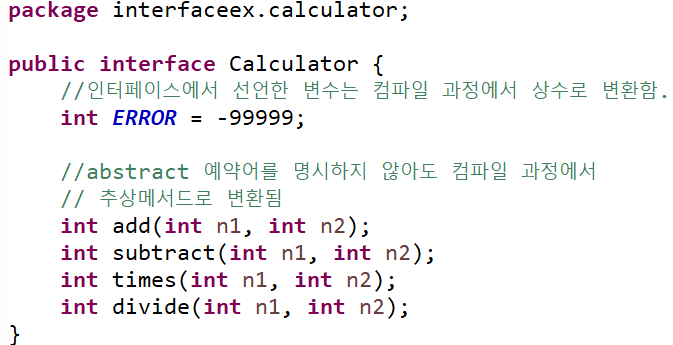 package interfaceex.calculator;
public interface Calculator {
//인터페이스에서 선언한 변수는 컴파일 과정에서 상수로 변환함.
int ERROR = -99999;
//abstract 예약어를 명시하지 않아도 컴파일 과정에서
// 추상메서드로 변환됨
int add(int n1, int n2);
int subtract(int n1, int n2);
int times(int n1, int n2);
int divide(int n1, int n2);
}